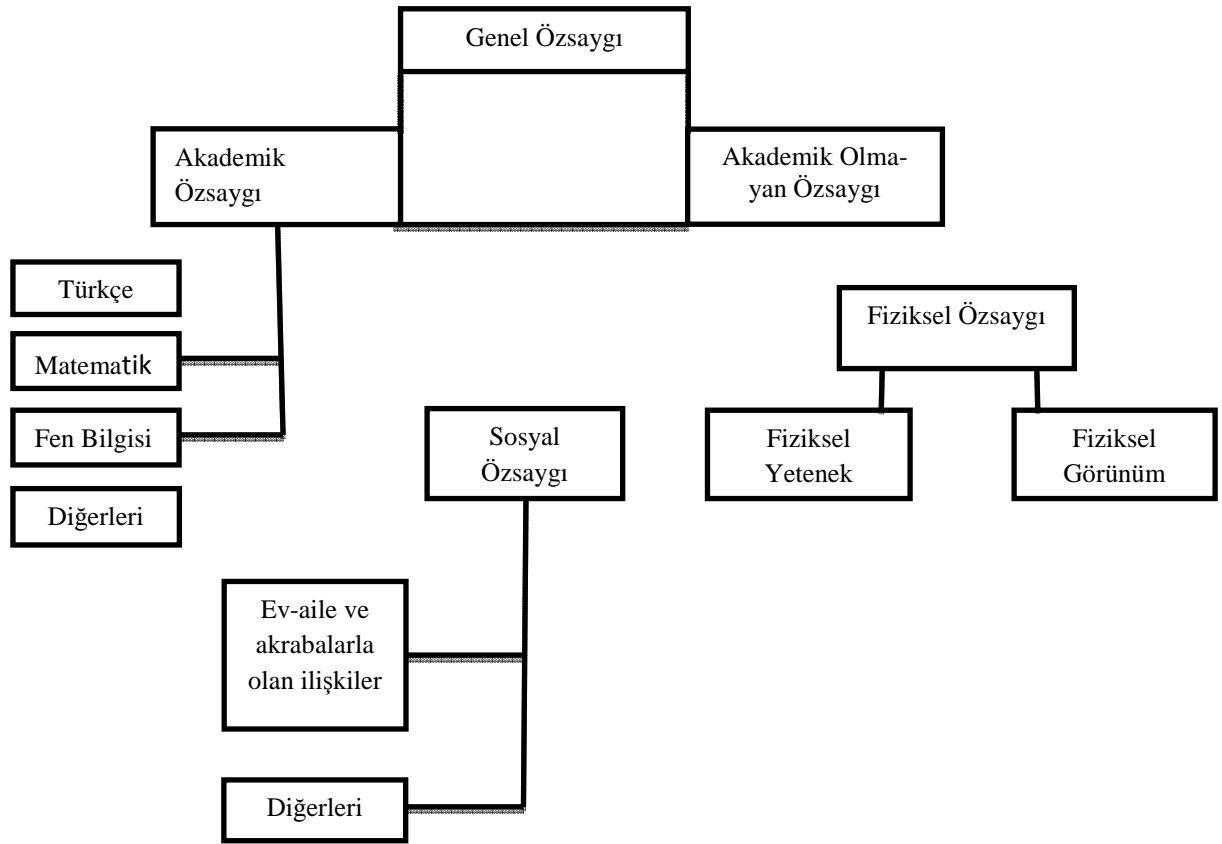 Genel Özsaygı
Akademik
Özsaygı
Akademik Olma-
yan Özsaygı
Türkçe
Matematik
Fen Bilgisi
Diğerleri
Fiziksel Özsaygı
Fiziksel
Yetenek
Fiziksel
Görünüm
Sosyal
Özsaygı
Ev-aile ve
akrabalarla
olan ilişkiler
Diğerleri